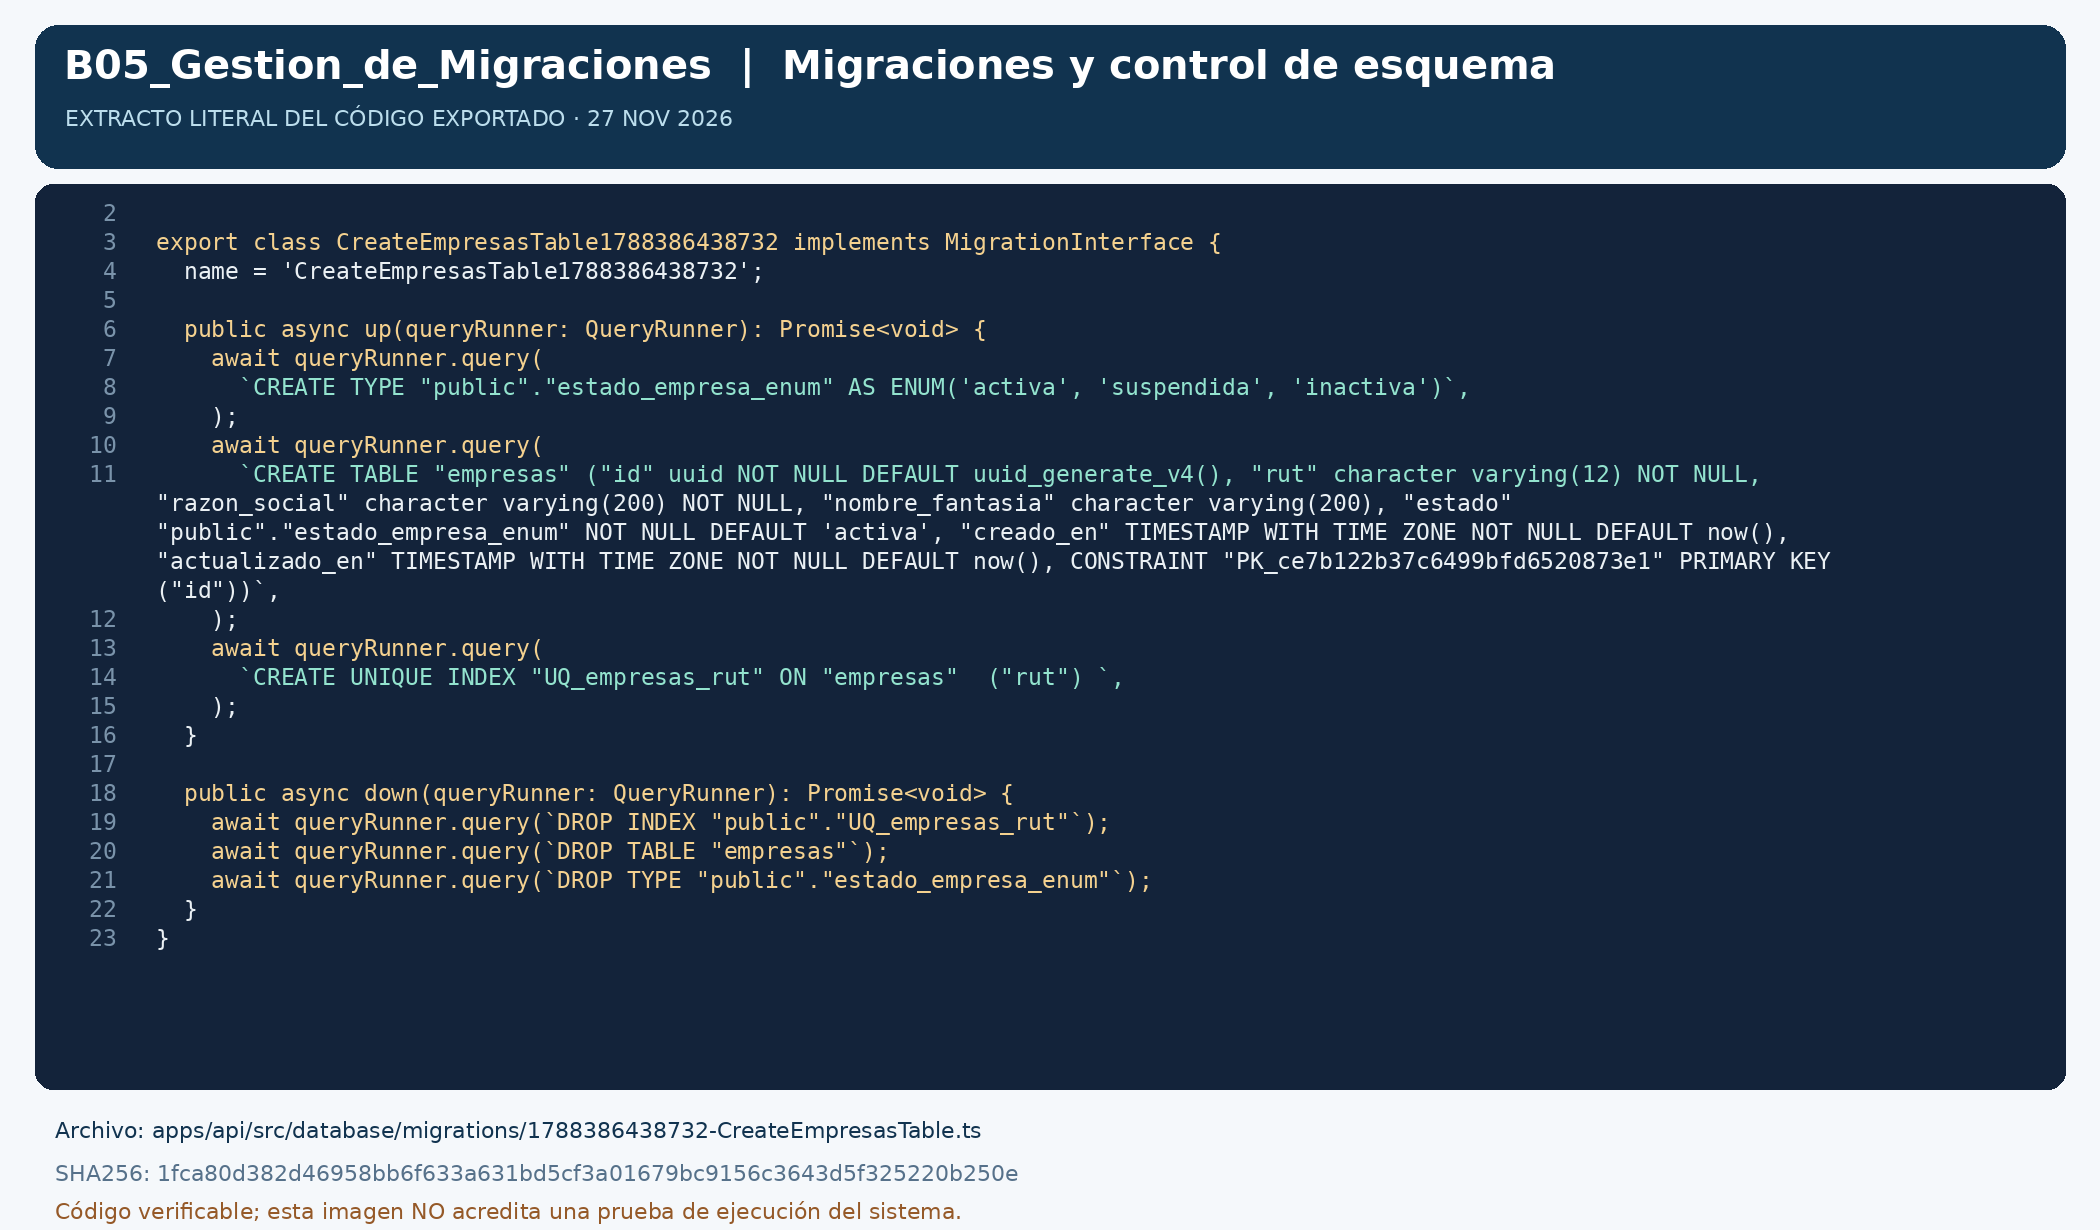 B05_Gestion_de_Migraciones | Migraciones y control de esquema
EXTRACTO LITERAL DEL CÓDIGO EXPORTADO · 27 NOV 2026
2
3 export class CreateEmpresasTable1788386438732 implements MigrationInterface {
4   name = 'CreateEmpresasTable1788386438732';
5
6   public async up(queryRunner: QueryRunner): Promise<void> {
7     await queryRunner.query(
8       `CREATE TYPE "public"."estado_empresa_enum" AS ENUM('activa', 'suspendida', 'inactiva')`,
9     );
10     await queryRunner.query(
11       `CREATE TABLE "empresas" ("id" uuid NOT NULL DEFAULT uuid_generate_v4(), "rut" character varying(12) NOT NULL,
"razon_social" character varying(200) NOT NULL, "nombre_fantasia" character varying(200), "estado"
"public"."estado_empresa_enum" NOT NULL DEFAULT 'activa', "creado_en" TIMESTAMP WITH TIME ZONE NOT NULL DEFAULT now(),
"actualizado_en" TIMESTAMP WITH TIME ZONE NOT NULL DEFAULT now(), CONSTRAINT "PK_ce7b122b37c6499bfd6520873e1" PRIMARY KEY
("id"))`,
12     );
13     await queryRunner.query(
14       `CREATE UNIQUE INDEX "UQ_empresas_rut" ON "empresas"  ("rut") `,
15     );
16   }
17
18   public async down(queryRunner: QueryRunner): Promise<void> {
19     await queryRunner.query(`DROP INDEX "public"."UQ_empresas_rut"`);
20     await queryRunner.query(`DROP TABLE "empresas"`);
21     await queryRunner.query(`DROP TYPE "public"."estado_empresa_enum"`);
22   }
23 }
Archivo: apps/api/src/database/migrations/1788386438732-CreateEmpresasTable.ts
SHA256: 1fca80d382d46958bb6f633a631bd5cf3a01679bc9156c3643d5f325220b250e
Código verificable; esta imagen NO acredita una prueba de ejecución del sistema.